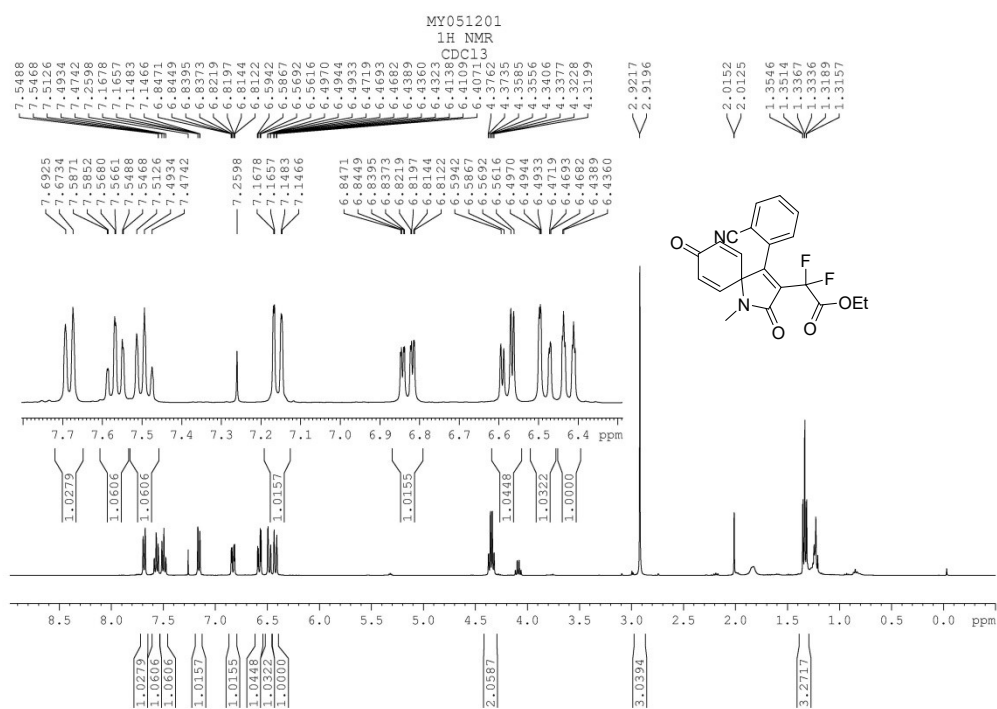 MY051201
1H NMR
CDCl3
7.5488 7.5468 7.5126 7.4934 7.4742 7.2598 7.1678 7.1657 7.1483 7.1466 6.8471 6.8449 6.8395 6.8373 6.8219 6.8197 6.8144 6.8122 6.5942 6.5867 6.5692 6.5616 6.4970 6.4944 6.4933 6.4719 6.4693 6.4682 6.4389 6.4360 6.4323 6.4138 6.4109 6.4071 4.3762 4.3735 4.3585 4.3556 4.3406 4.3377 4.3228 4.3199 2.9217 2.9196 2.0152 2.0125 1.3546 1.3514 1.3367 1.3336 1.3189 1.3157
7.6925 7.6734 7.5871 7.5852 7.5680 7.5661 7.5488 7.5468 7.5126 7.4934 7.4742 7.2598 7.1678 7.1657 7.1483 7.1466 6.8471 6.8449 6.8395 6.8373 6.8219 6.8197 6.8144 6.8122 6.5942 6.5867 6.5692 6.5616 6.4970 6.4944 6.4933 6.4719 6.4693 6.4682 6.4389 6.4360
NC
O
F
F
OEt
N
O
O
7.7 7.6 7.5 7.4 7.3 7.2 7.1 7.0 6.9 6.8 6.7 6.6 6.5 6.4 ppm
1.0279 1.0606 1.0606 1.0157 1.0155 1.0448 1.0322 1.0000
8.5 8.0 7.5 7.0 6.5 6.0 5.5 5.0 4.5 4.0 3.5 3.0 2.5 2.0 1.5 1.0 0.5 0.0 ppm
1.0279 1.0606 1.0606 1.0157 1.0155 1.0448 1.0322 1.0000 2.0587 3.0394 3.2717